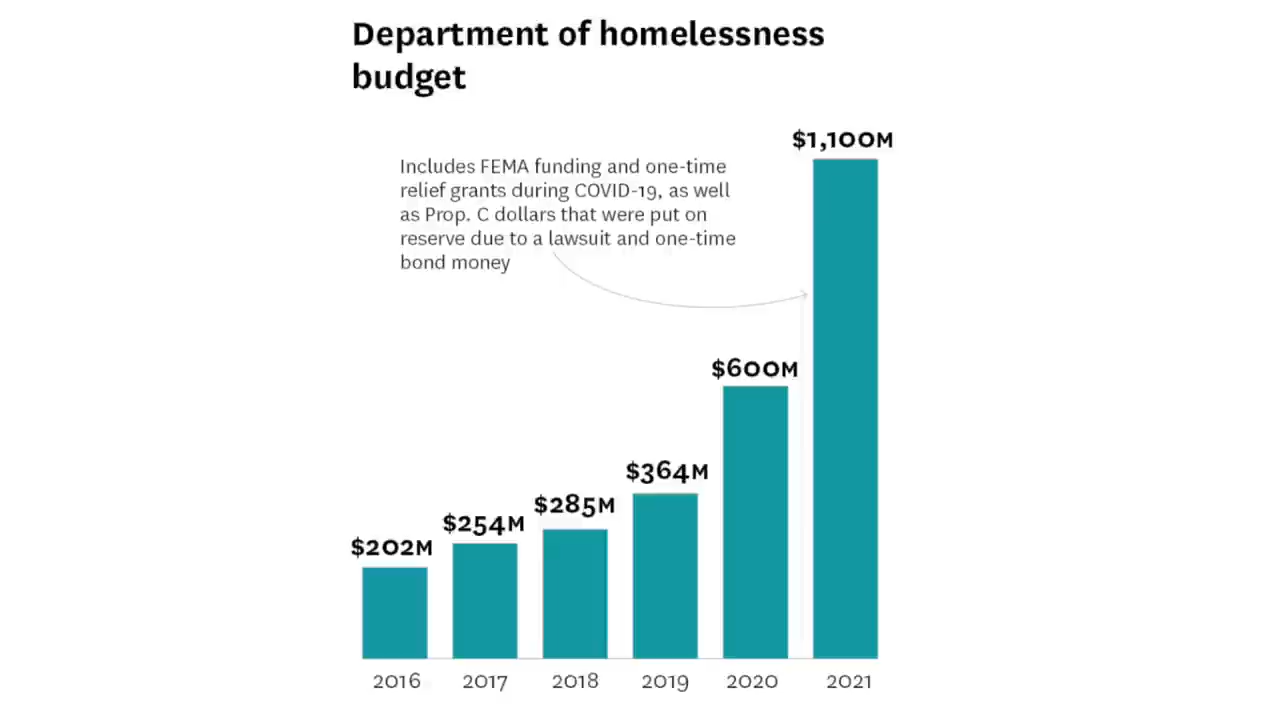 Department of homelessness
budget
$1,100M
Includes FEMA funding and one-time
relief grants during COVID-19, as well
as Prop. C dollars that were put on
reserve due to a lawsuit and one-time
bond money
$600M
$364M
$285M
$254M
$202M
2016 2017 2018 2019 2020 2021